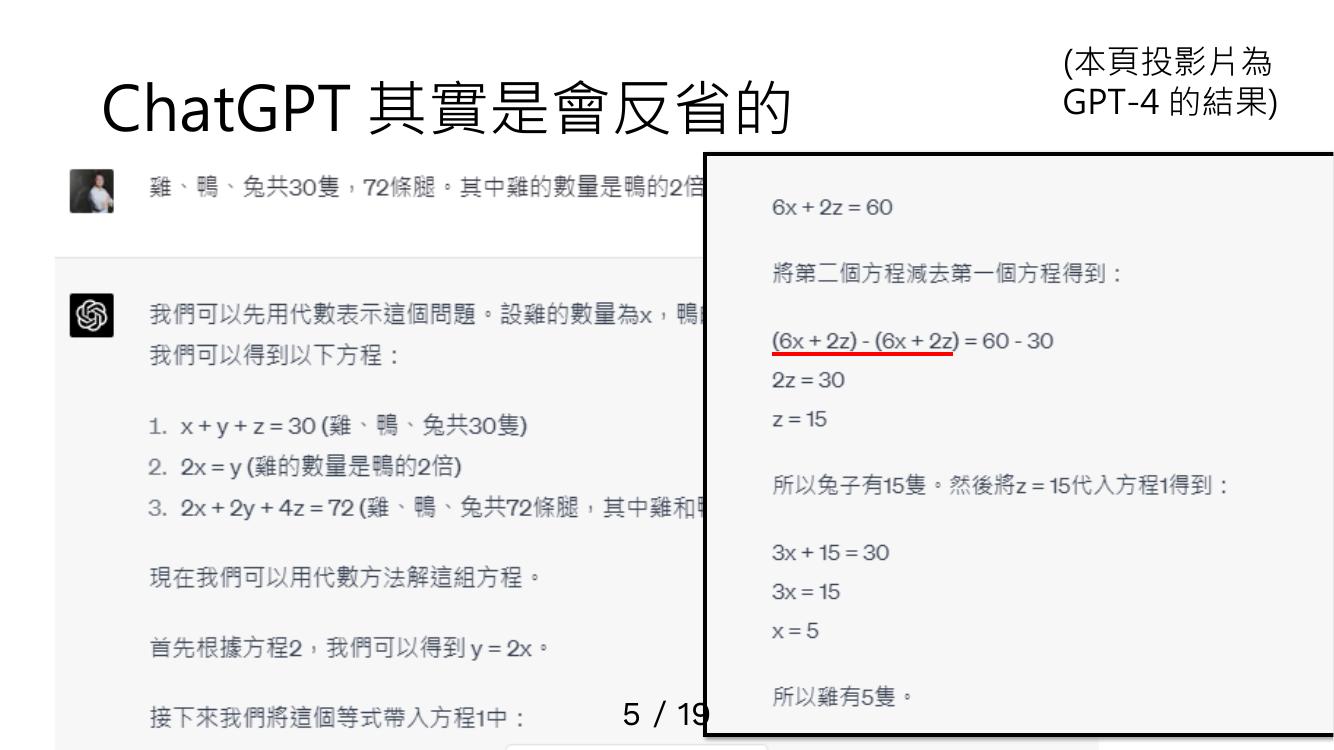 ChatGPT 其實是會反省的
(本頁投影片為
GPT-4 的結果)
雞、鴨、兔共30隻，72條腿。其中雞的數量是鴨的2倍
我們可以先用代數表示這個問題。設雞的數量為x，鴨
我們可以得到以下方程：
1. x + y + z = 30 (雞、鴨、兔共30隻)
2. 2x = y (雞的數量是鴨的2倍)
3. 2x + 2y + 4z = 72 (雞、鴨、兔共72條腿，其中雞和
現在我們可以用代數方法解這組方程。
首先根據方程2，我們可以得到 y = 2x。
接下來我們將這個等式帶入方程1中：
6x + 2z = 60
將第二個方程減去第一個方程得到：
(6x + 2z) - (6x + 2z) = 60 - 30
2z = 30
z = 15
所以兔子有15隻。然後將z = 15代入方程1得到：
3x + 15 = 30
3x = 15
x = 5
所以雞有5隻。
5 / 19